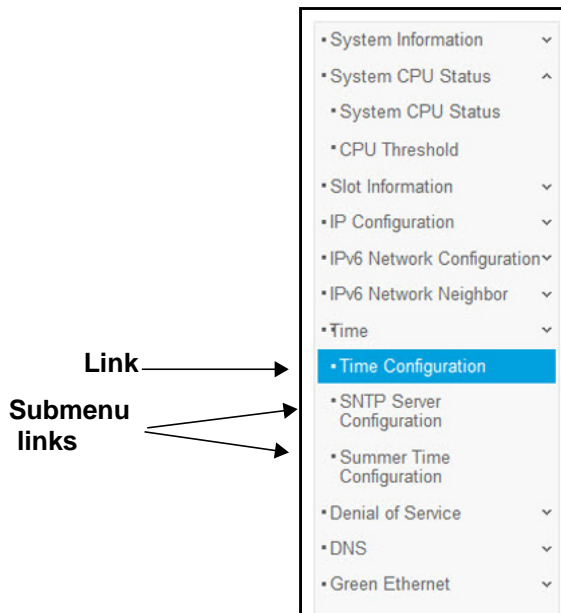 System Information
System CPU Status
System CPU Status
CPU Threshold
Slot Information
IP Configuration
IPv6 Network Configuration
IPv6 Network Neighbor
Time
Link
Time Configuration
Submenu
links
SNTP Server
Configuration
Summer Time
Configuration
Denial of Service
DNS
Green Ethernet